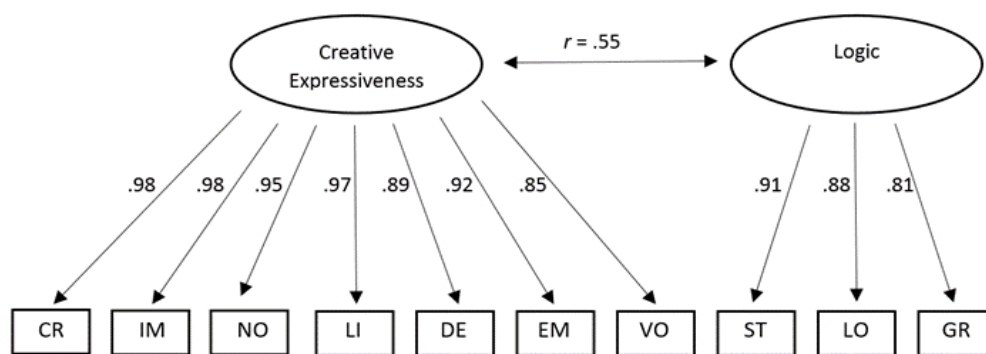 r = .55
Creative
Expressiveness
Logic
.98
.98
.95
.97
.89
.92
.85
.91
.88
.81
CR
IM
NO
LI
DE
EM
VO
ST
LO
GR